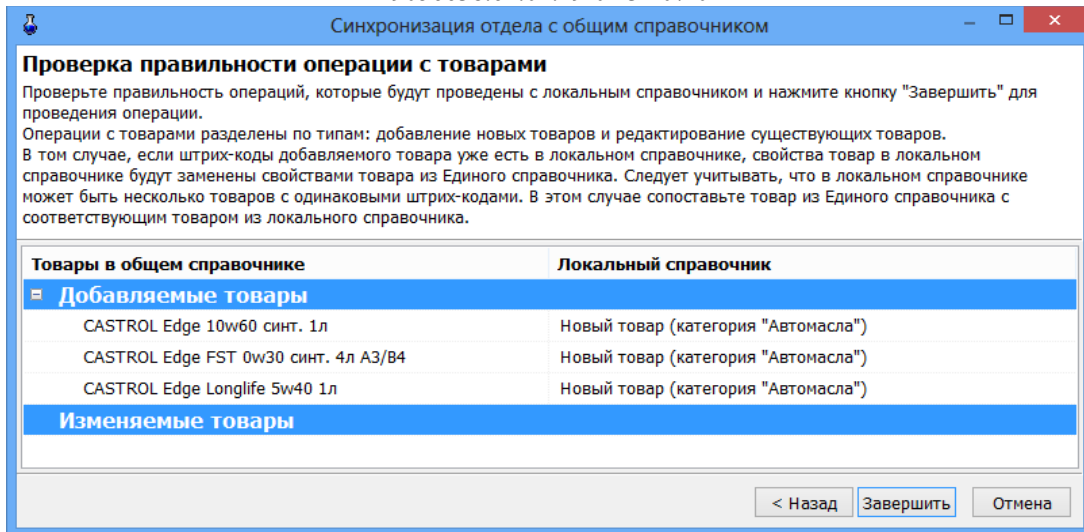 Синхронизация отдела с общим справочником
Проверка правильности операции с товарами
Проверьте правильность операций, которые будут проведены с локальным справочником и нажмите кнопку "Завершить" для
проведения операции.
Операции с товарами разделены по типам: добавление новых товаров и редактирование существующих товаров.
В том случае, если штрих-коды добавляемого товара уже есть в локальном справочнике, свойства товар в локальном
справочнике будут заменены свойствами товара из Единого справочника. Следует учитывать, что в локальном справочнике
может быть несколько товаров с одинаковыми штрих-кодами. В этом случае сопоставьте товар из Единого справочника с
соответствующим товаром из локального справочника.
Товары в общем справочнике Локальный справочник
Добавляемые товары
CASTROL Edge 10w60 синт. 1л Новый товар (категория "Автомасла")
CASTROL Edge FST 0w30 синт. 4л A3/B4 Новый товар (категория "Автомасла")
CASTROL Edge Longlife 5w40 1л Новый товар (категория "Автомасла")
Изменяемые товары
< Назад Завершить Отмена